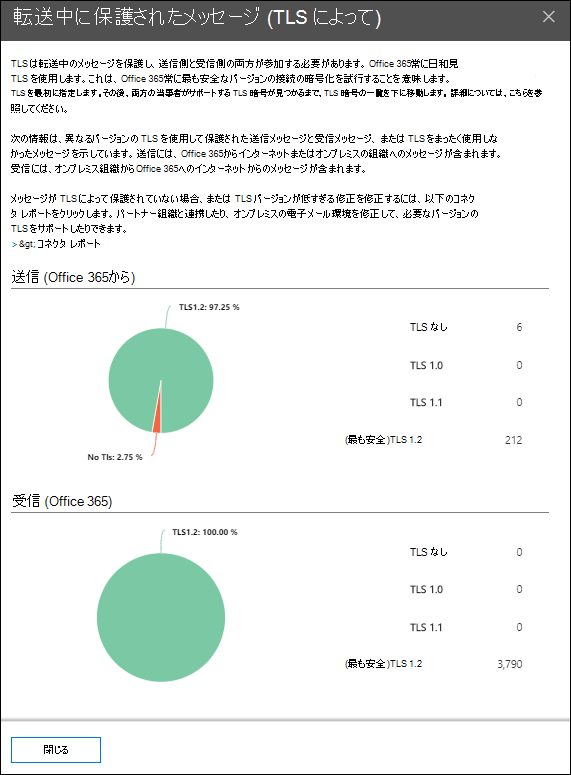 転送中に保護されたメッセージ (TLS によって)
TLSは転送中のメッセージを保護し、送信側と受信側の両方が参加する必要があります。 Office 365常に日和見
TLSを使用します。これは、Office 365常に最も安全なバージョンの接続の暗号化を試行することを意味します。
TLSを最初に指定します。その後、両方の当事者がサポートする TLS 暗号が見つかるまで、TLS 暗号の一覧を下に移動します。詳細については、こちらを参
照してください。
次の情報は、異なるバージョンの TLS を使用して保護された送信メッセージと受信メッセージ、または TLSをまったく使用しな
かったメッセージを示しています。送信には、Office 365からインターネットまたはオンプレミスの組織へのメッセージが含まれます。
受信には、オンプレミス組織からOffice 365へのインターネットからのメッセージが含まれます。
メッセージが TLSによって保護されていない場合、または TLSバージョンが低すぎる修正を修正するには、以下のコネク
タ レポートをクリックします。パートナー組織と連携したり、オンプレミスの電子メール環境を修正して、必要なバージョンの
TLSをサポートしたりできます。
>&gt;コネクタ レポート
送信 (Office 365から)
TLS1.2: 97.25 %
No Tls: 2.75 %
TLS なし 6
TLS 1.0 0
TLS 1.1 0
(最も安全)TLS 1.2 212
受信 (Office 365)
TLS1.2: 100.00 %
TLS なし 0
TLS 1.0 0
TLS 1.1 0
(最も安全)TLS 1.2 3,790
閉じる